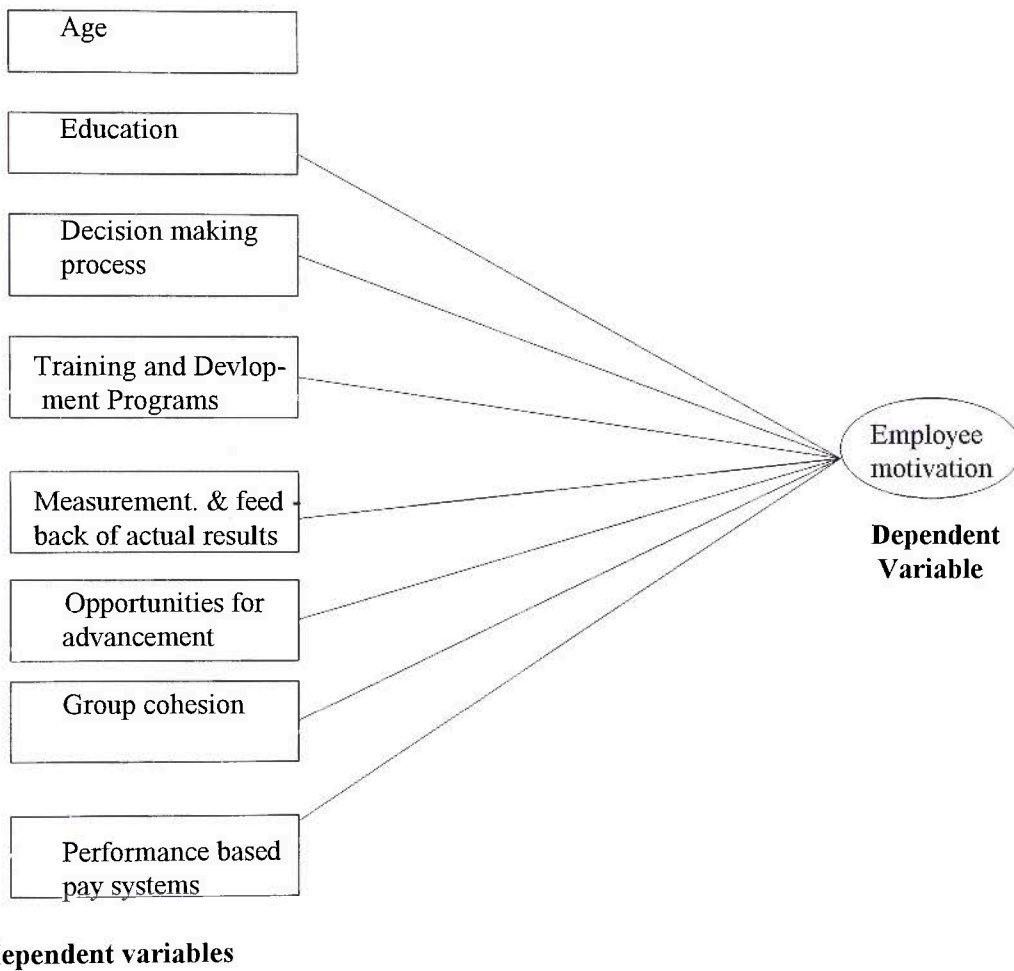 Age
Education
Decision making
process
Training and Devlop-
ment Programs
Measurement. & feed -
back of actual results
Opportunities for
advancement
Group cohesion
Performance based
pay systems
Employee
motivation
Dependent
Variable
ependent variables